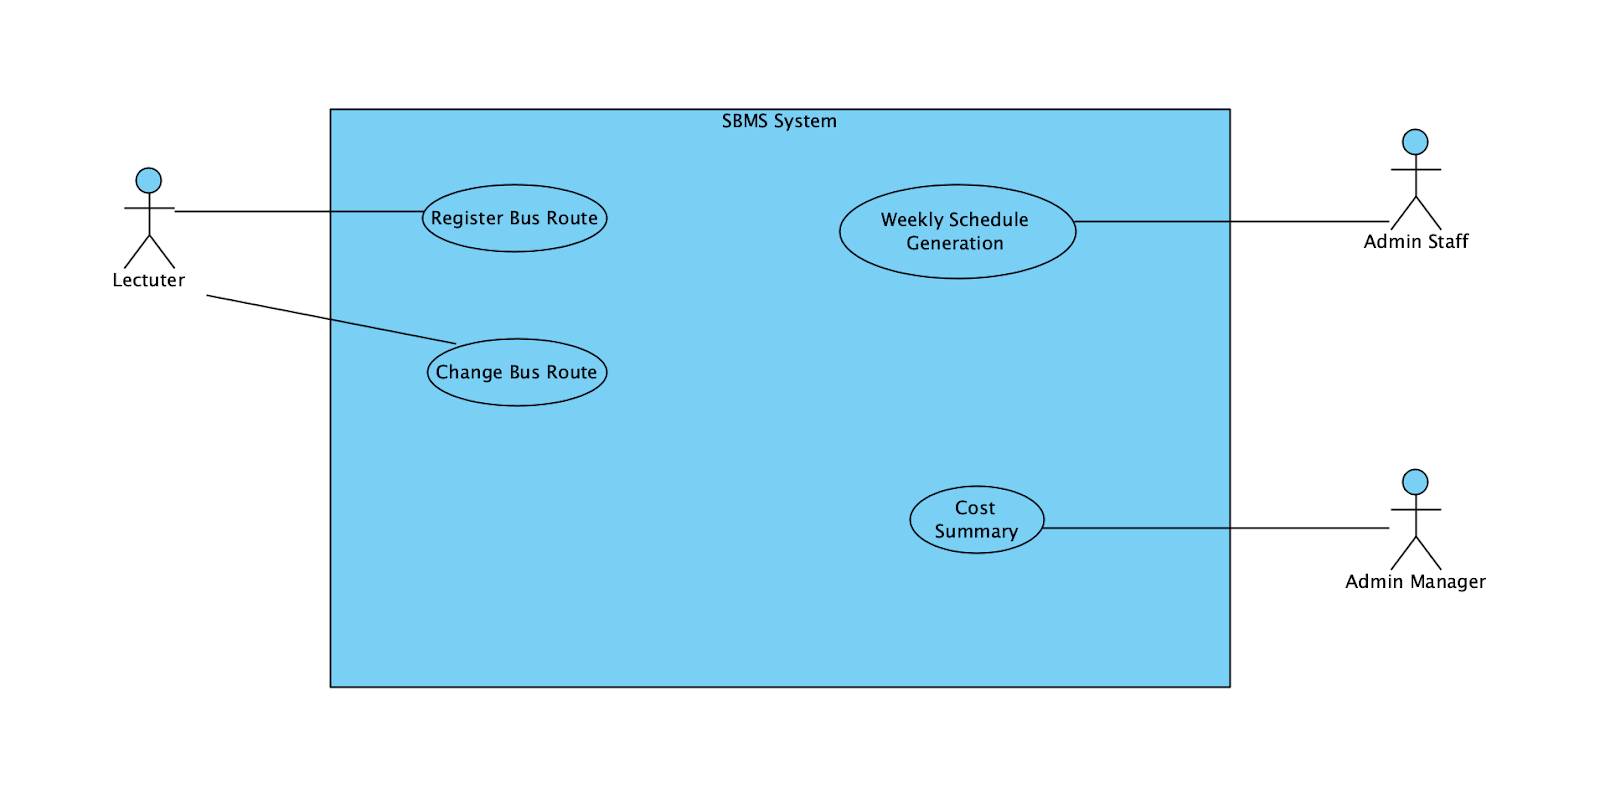 SBMS System
Lectuter
Register Bus Route
Change Bus Route
Weekly Schedule
Generation
Cost
Summary
Admin Staff
Admin Manager